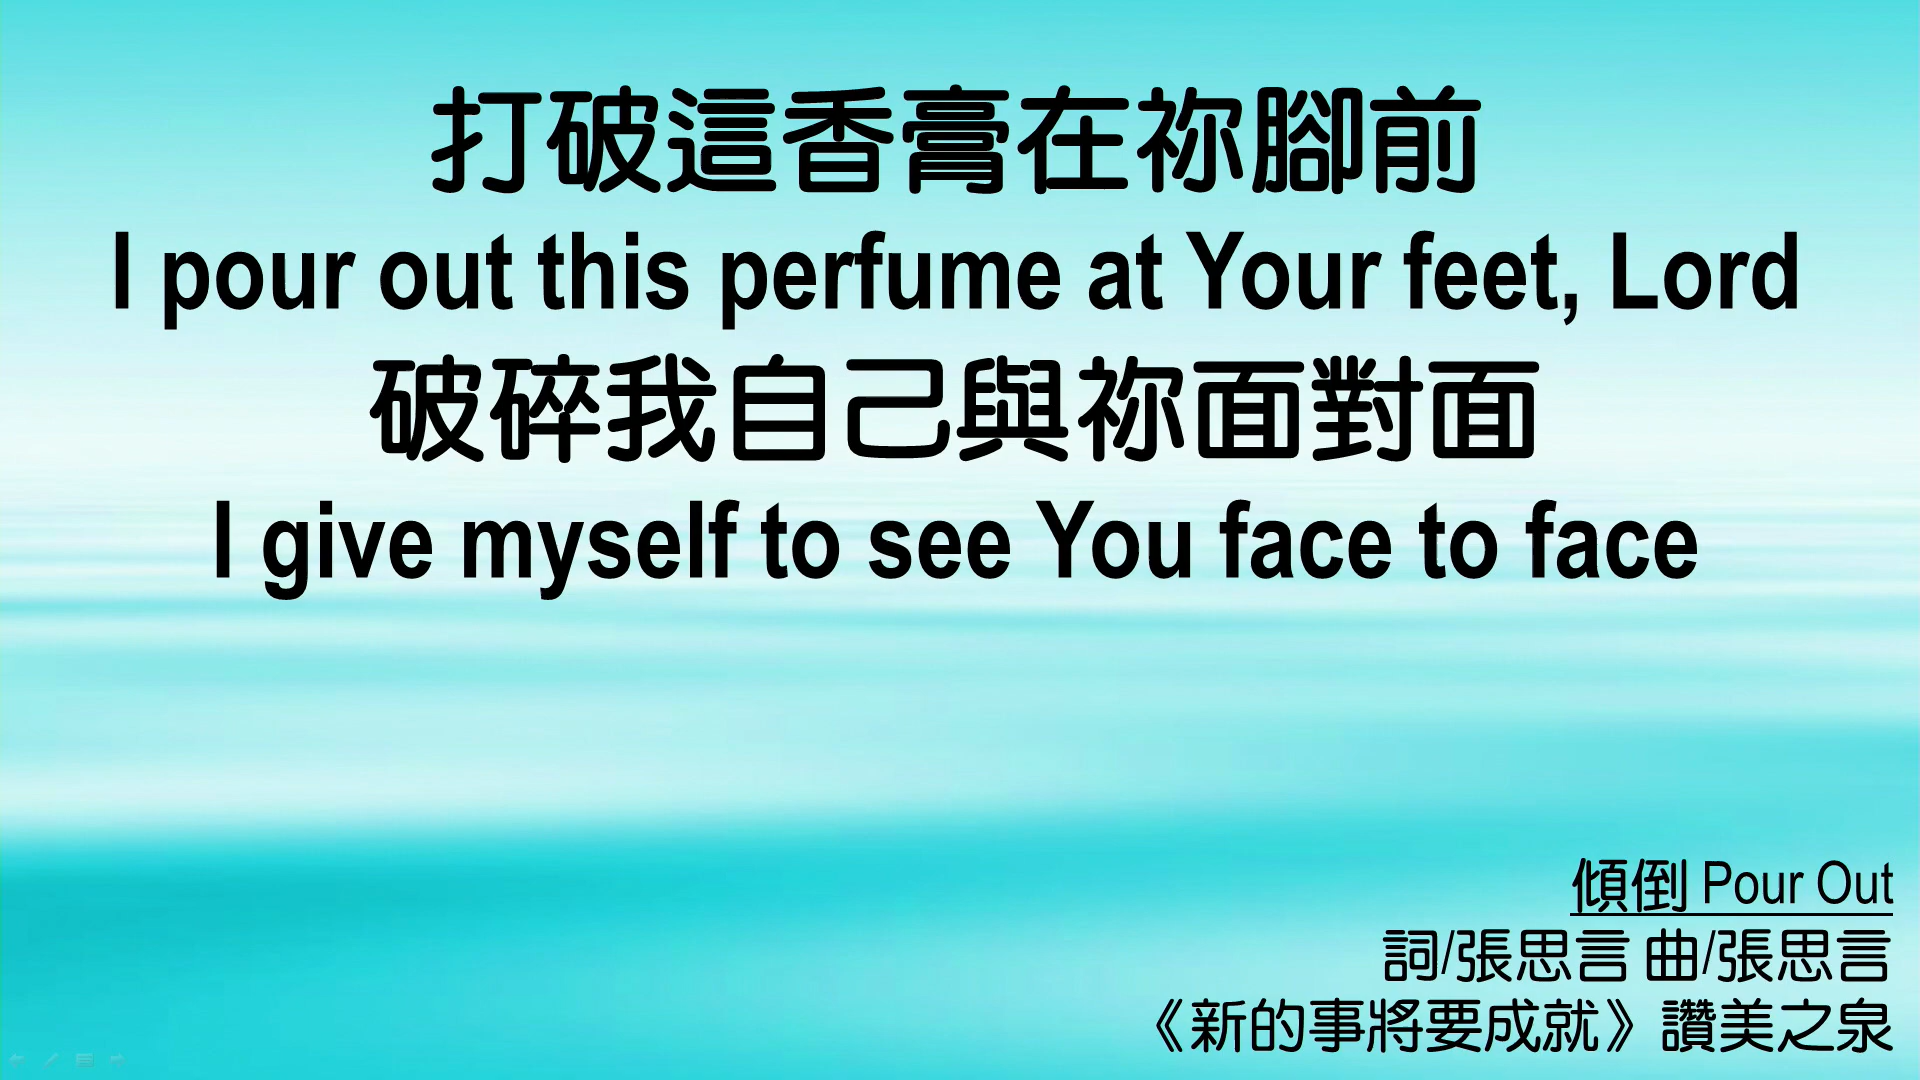 打破這香膏在祢腳前
I pour out this perfume at Your feet, Lord
破碎我自己與祢面對面
I give myself to see You face to face
傾倒 Pour Out
詞/張思言 曲/張思言
《新的事將要成就》讚美之泉